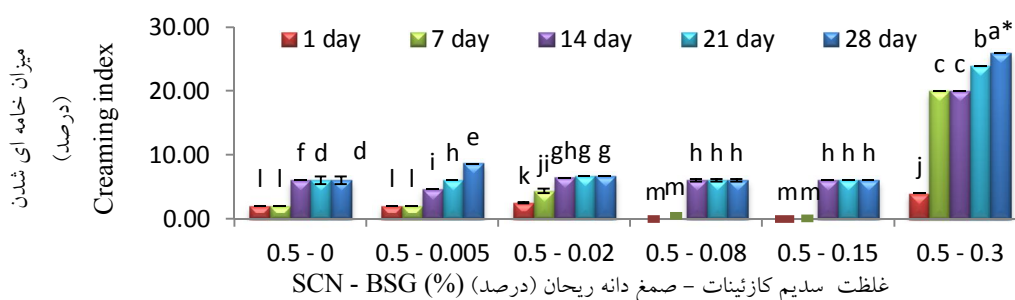 میزان خامه ای شدن
(درصد)
Creaming index
30.00
20.00
10.00
0.00
1 day 7 day 14 day 21 day 28 day
l l f d d
l l i h e
k ji gh g g
m m h h h
m m h h h
j c c b a*
0.5 - 0 0.5 - 0.005 0.5 - 0.02 0.5 - 0.08 0.5 - 0.15 0.5 - 0.3
غلظت سدیم کازئینات - صمغ دانه ریحان (درصد) SCN - BSG (%)